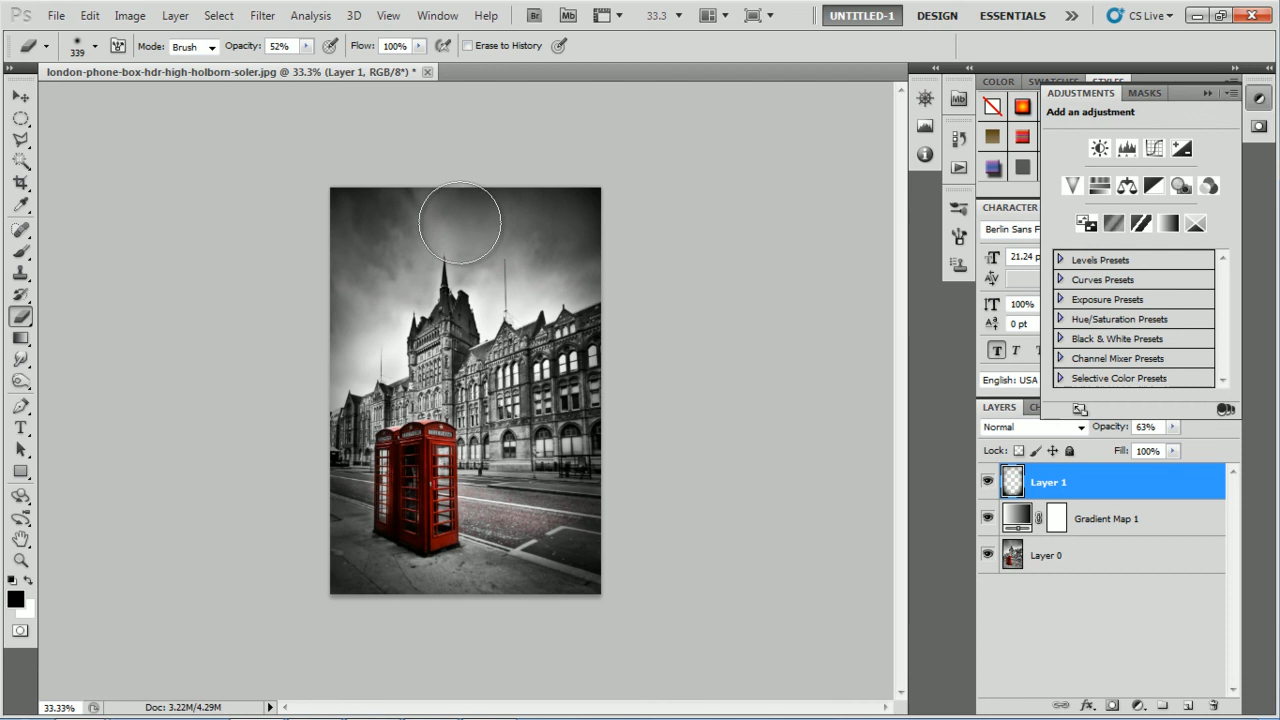 Ps File Edit Image Layer Select Filter Analysis 3D View Window Help Br Mb 33.3 UNTITLED-1 DESIGN ESSENTIALS CS Live
339 Mode: Brush Opacity: 52% Flow: 100% Erase to History
london-phone-box-hdr-high-holborn-soler.jpg @ 33.3% (Layer 1, RGB/8*) *
COLOR SWATCHES STYLES
ADJUSTMENTS MASKS
Add an adjustment
CHARACTER
Berlin Sans F
21.24 p
100%
0 pt
T T
English: USA
Levels Presets
Curves Presets
Exposure Presets
Hue/Saturation Presets
Black & White Presets
Channel Mixer Presets
Selective Color Presets
LAYERS
Normal Opacity: 63%
Lock: Fill: 100%
Layer 1
Gradient Map 1
Layer 0
33.33% Doc: 3.22M/4.29M